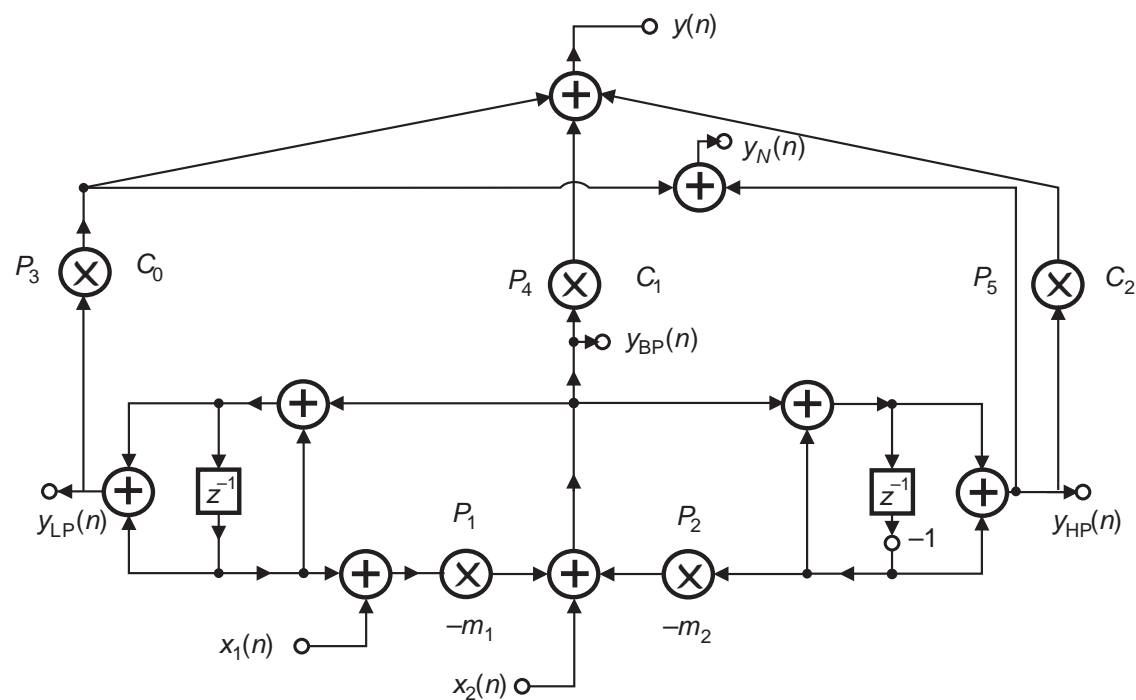 y(n)
y_N(n)
P_3
C_0
P_4
C_1
P_5
C_2
y_BP(n)
z^{-1}
z^{-1}
y_LP(n)
P_1
P_2
−1
y_HP(n)
−m_1
−m_2
x_1(n)
x_2(n)